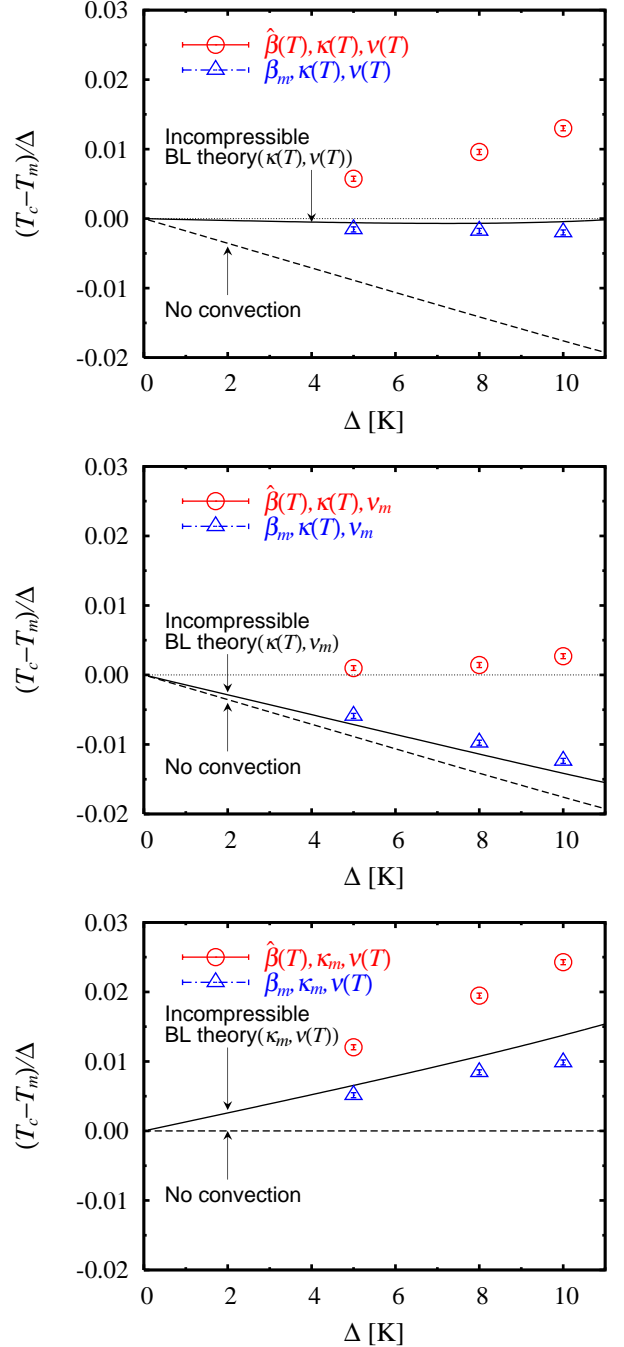 0.03
0.02
0.01
0.00
-0.01
-0.02
(T_c−T_m)/Δ
β̂(T), κ(T), ν(T)
β_m, κ(T), ν(T)
Incompressible
BL theory(κ(T), ν(T))
No convection
0 2 4 6 8 10
Δ [K]
0.03
0.02
0.01
0.00
-0.01
-0.02
(T_c−T_m)/Δ
β̂(T), κ(T), ν_m
β_m, κ(T), ν_m
Incompressible
BL theory(κ(T), ν_m)
No convection
0 2 4 6 8 10
Δ [K]
0.03
0.02
0.01
0.00
-0.01
-0.02
(T_c−T_m)/Δ
β̂(T), κ_m, ν(T)
β_m, κ_m, ν(T)
Incompressible
BL theory(κ_m, ν(T))
No convection
0 2 4 6 8 10
Δ [K]